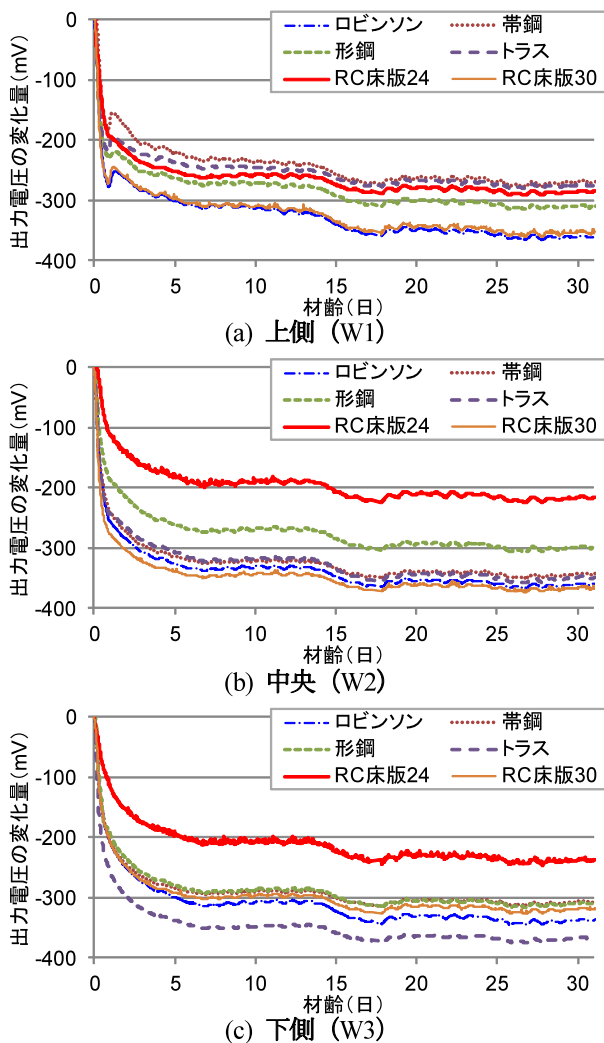 ロビンソン 帯鋼
形鋼 トラス
RC床版24 RC床版30
出力電圧の変化量(mV)
0
-100
-200
-300
-400
0 5 10 15 20 25 30
材齢(日)
(a) 上側 (W1)
ロビンソン 帯鋼
形鋼 トラス
RC床版24 RC床版30
出力電圧の変化量(mV)
0
-100
-200
-300
-400
0 5 10 15 20 25 30
材齢(日)
(b) 中央 (W2)
ロビンソン 帯鋼
形鋼 トラス
RC床版24 RC床版30
出力電圧の変化量(mV)
0
-100
-200
-300
-400
0 5 10 15 20 25 30
材齢(日)
(c) 下側 (W3)